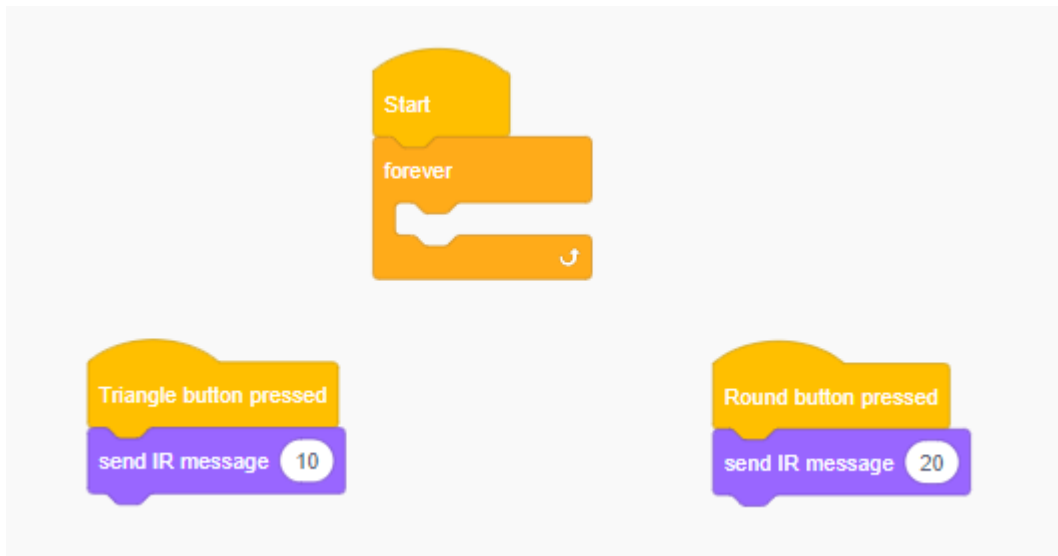 Start
forever
Triangle button pressed
send IR message 10
Round button pressed
send IR message 20